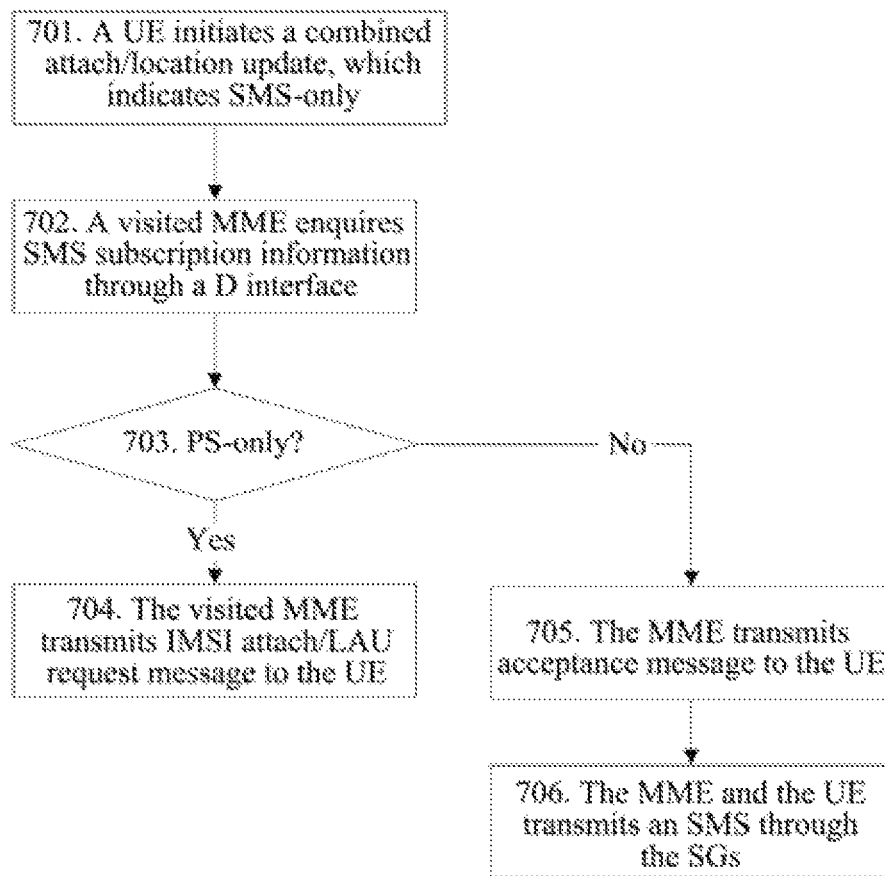 701. A UE initiates a combined
attach/location update, which
indicates SMS-only
702. A visited MME enquires
SMS subscription information
through a D interface
703. PS-only?
No
Yes
704. The visited MME
transmits IMSI attach/LAU
request message to the UE
705. The MME transmits
acceptance message to the UE
706. The MME and the UE
transmits an SMS through
the SGs